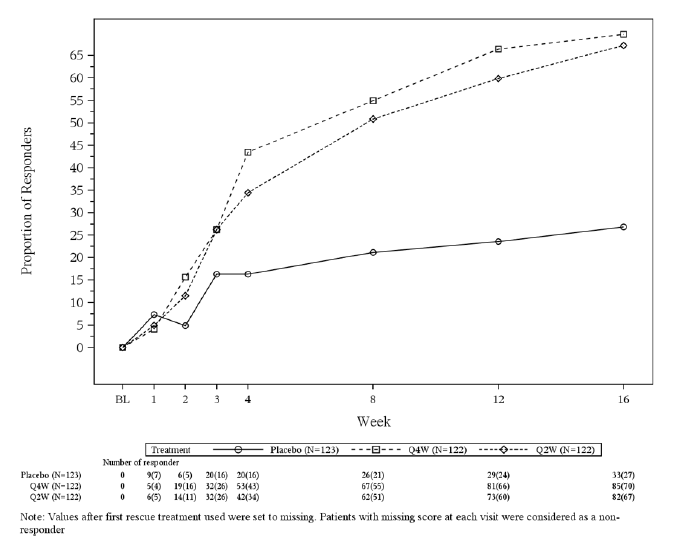 65
60
55
50
45
40
35
30
25
20
15
10
5
0
Proportion of Responders
BL 1 2 3 4 8 12 16
Week
Treatment Placebo (N=123) Q4W (N=122) Q2W (N=122)
Number of responder
Placebo (N=123) 0 9(7) 6(5) 20(16) 20(16) 26(21) 29(24) 33(27)
Q4W (N=122) 0 5(4) 19(16) 32(26) 53(43) 67(55) 81(66) 85(70)
Q2W (N=122) 0 6(5) 14(11) 32(26) 42(34) 62(51) 73(60) 82(67)
Note: Values after first rescue treatment used were set to missing. Patients with missing score at each visit were considered as a non-
responder